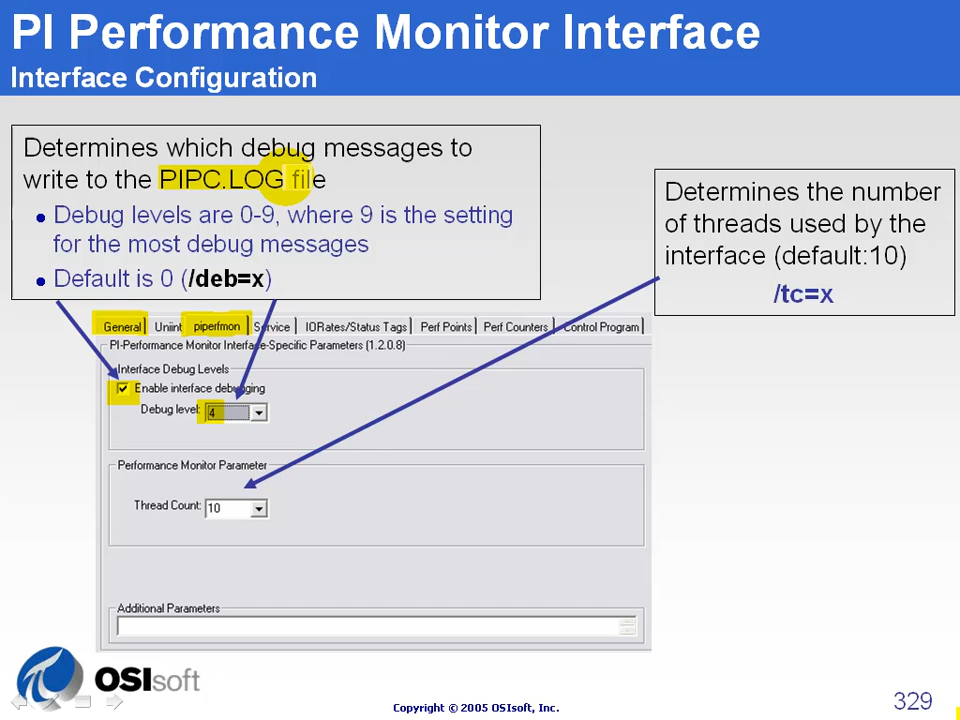 PI Performance Monitor Interface
Interface Configuration
Determines which debug messages to
write to the PIPC.LOG file
Debug levels are 0-9, where 9 is the setting
for the most debug messages
Default is 0 (/deb=x)
Determines the number
of threads used by the
interface (default:10)
/tc=x
General UniInt piperfmon Service IORates/Status Tags Perf Points Perf Counters Control Program
PI-Performance Monitor Interface-Specific Parameters (1.2.0.8)
Interface Debug Levels
Enable interface debugging
Debug level: 4
Performance Monitor Parameter
Thread Count: 10
Additional Parameters
OSIsoft
Copyright © 2005 OSIsoft, Inc.
329